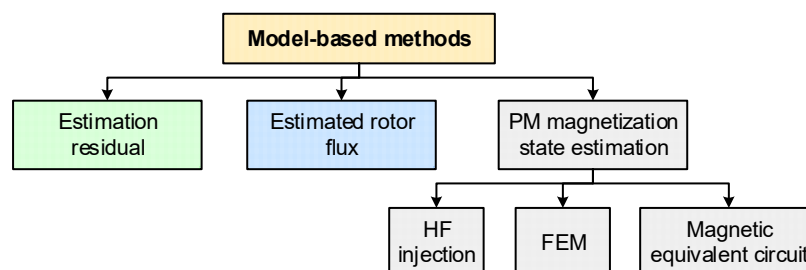 Model-based methods
Estimation
residual
Estimated rotor
flux
PM magnetization
state estimation
HF
injection
FEM
Magnetic
equivalent circuit